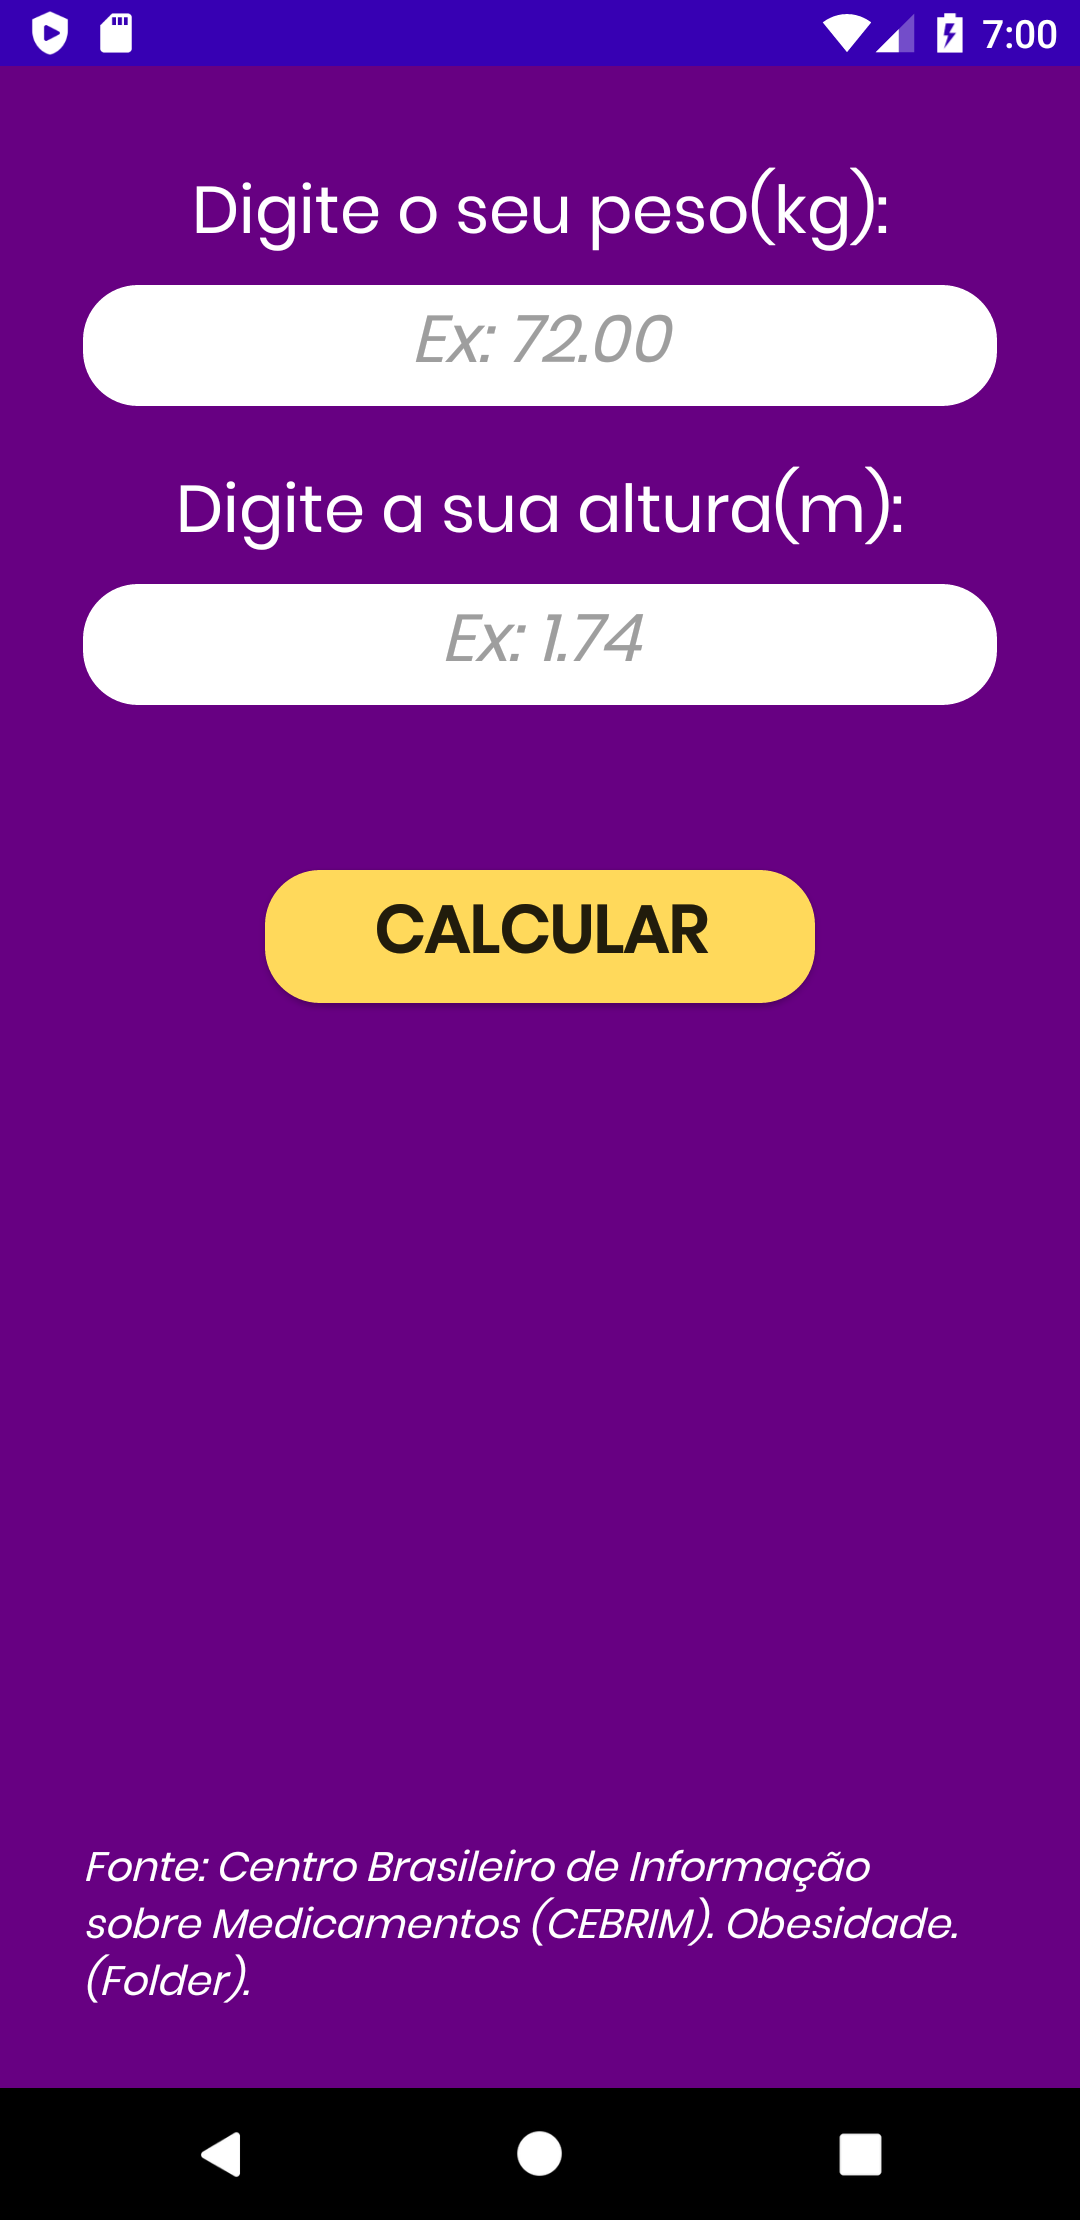 7:00
Digite o seu peso(kg):
Ex: 72.00
Digite a sua altura(m):
Ex: 1.74
CALCULAR
Fonte: Centro Brasileiro de Informação
sobre Medicamentos (CEBRIM). Obesidade.
(Folder).